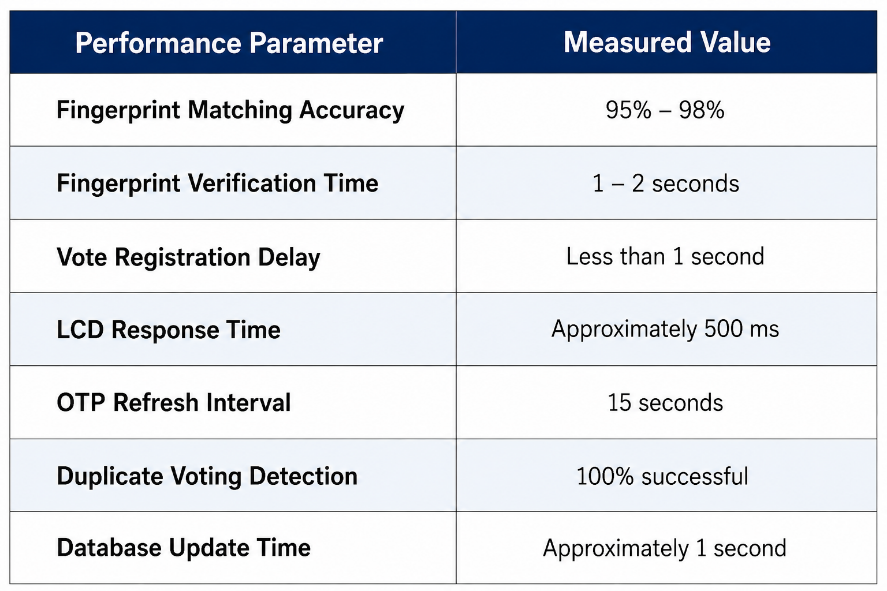 Performance Parameter Measured Value
Fingerprint Matching Accuracy 95% – 98%
Fingerprint Verification Time 1 – 2 seconds
Vote Registration Delay Less than 1 second
LCD Response Time Approximately 500 ms
OTP Refresh Interval 15 seconds
Duplicate Voting Detection 100% successful
Database Update Time Approximately 1 second